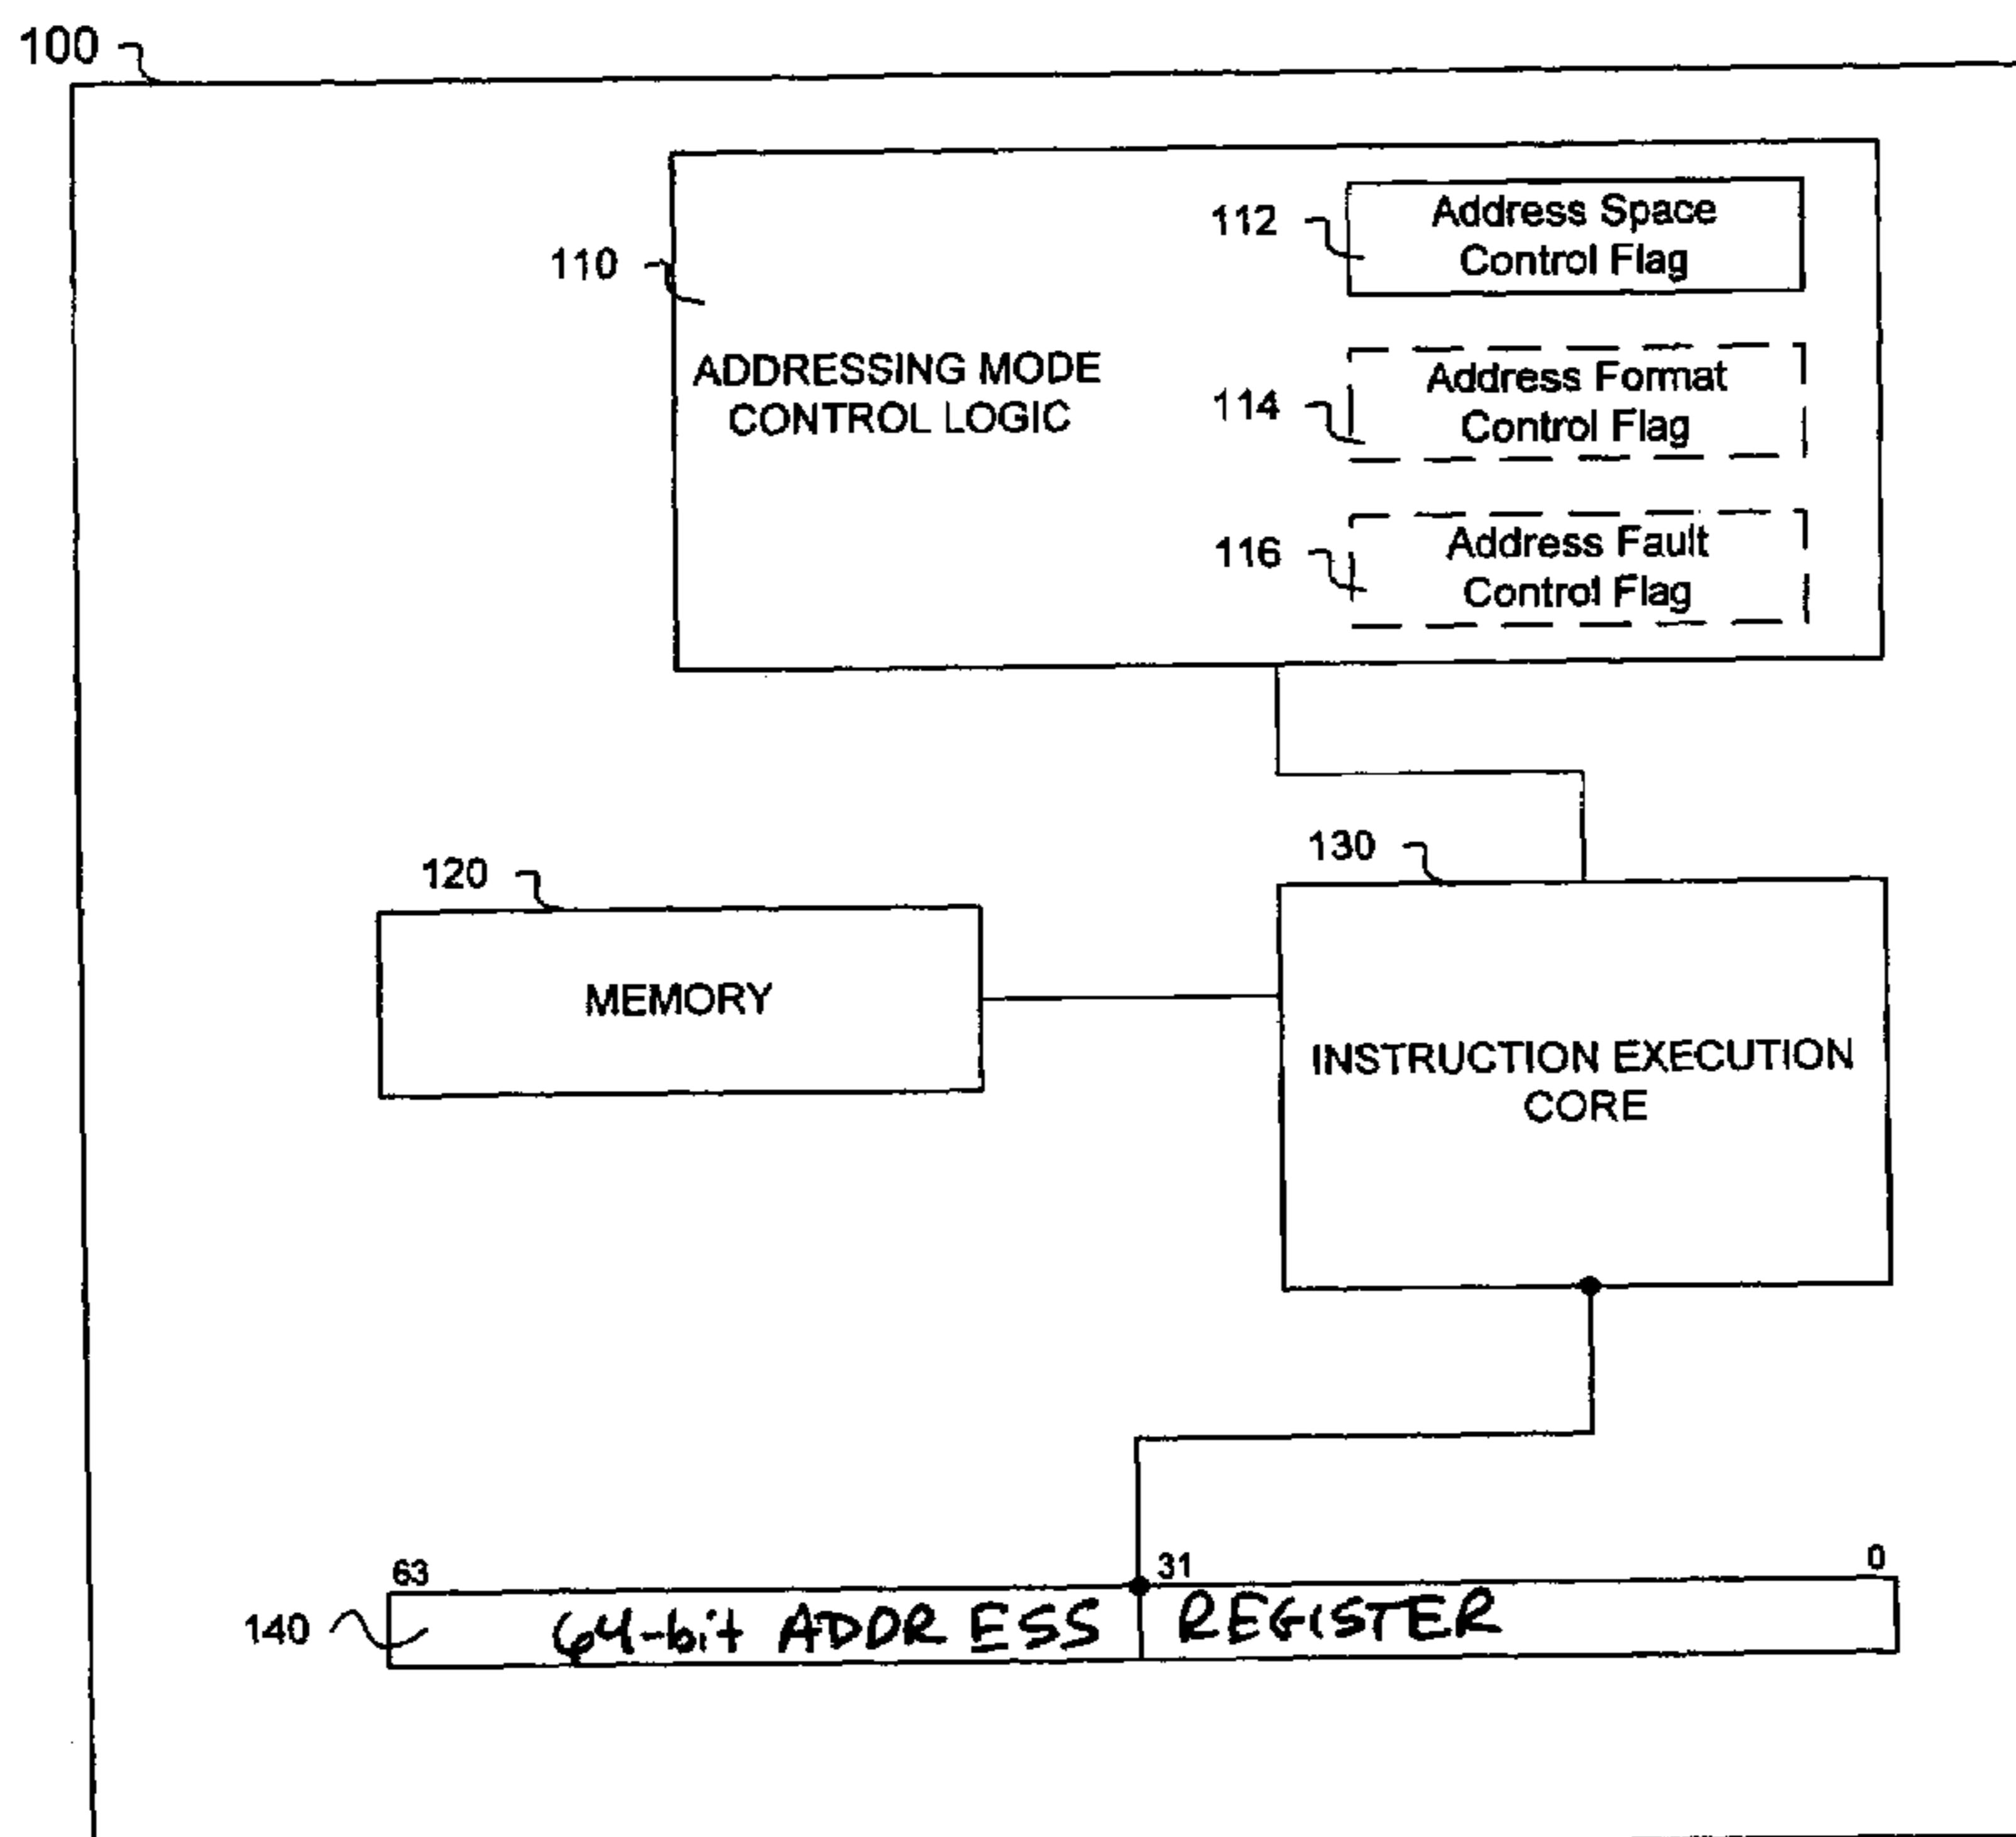 100
112
Address Space
Control Flag
110
ADDRESSING MODE
CONTROL LOGIC
114
Address Format
Control Flag
116
Address Fault
Control Flag
120
130
MEMORY
INSTRUCTION EXECUTION
CORE
63 31 0
140
64-bit ADDRESS REGISTER